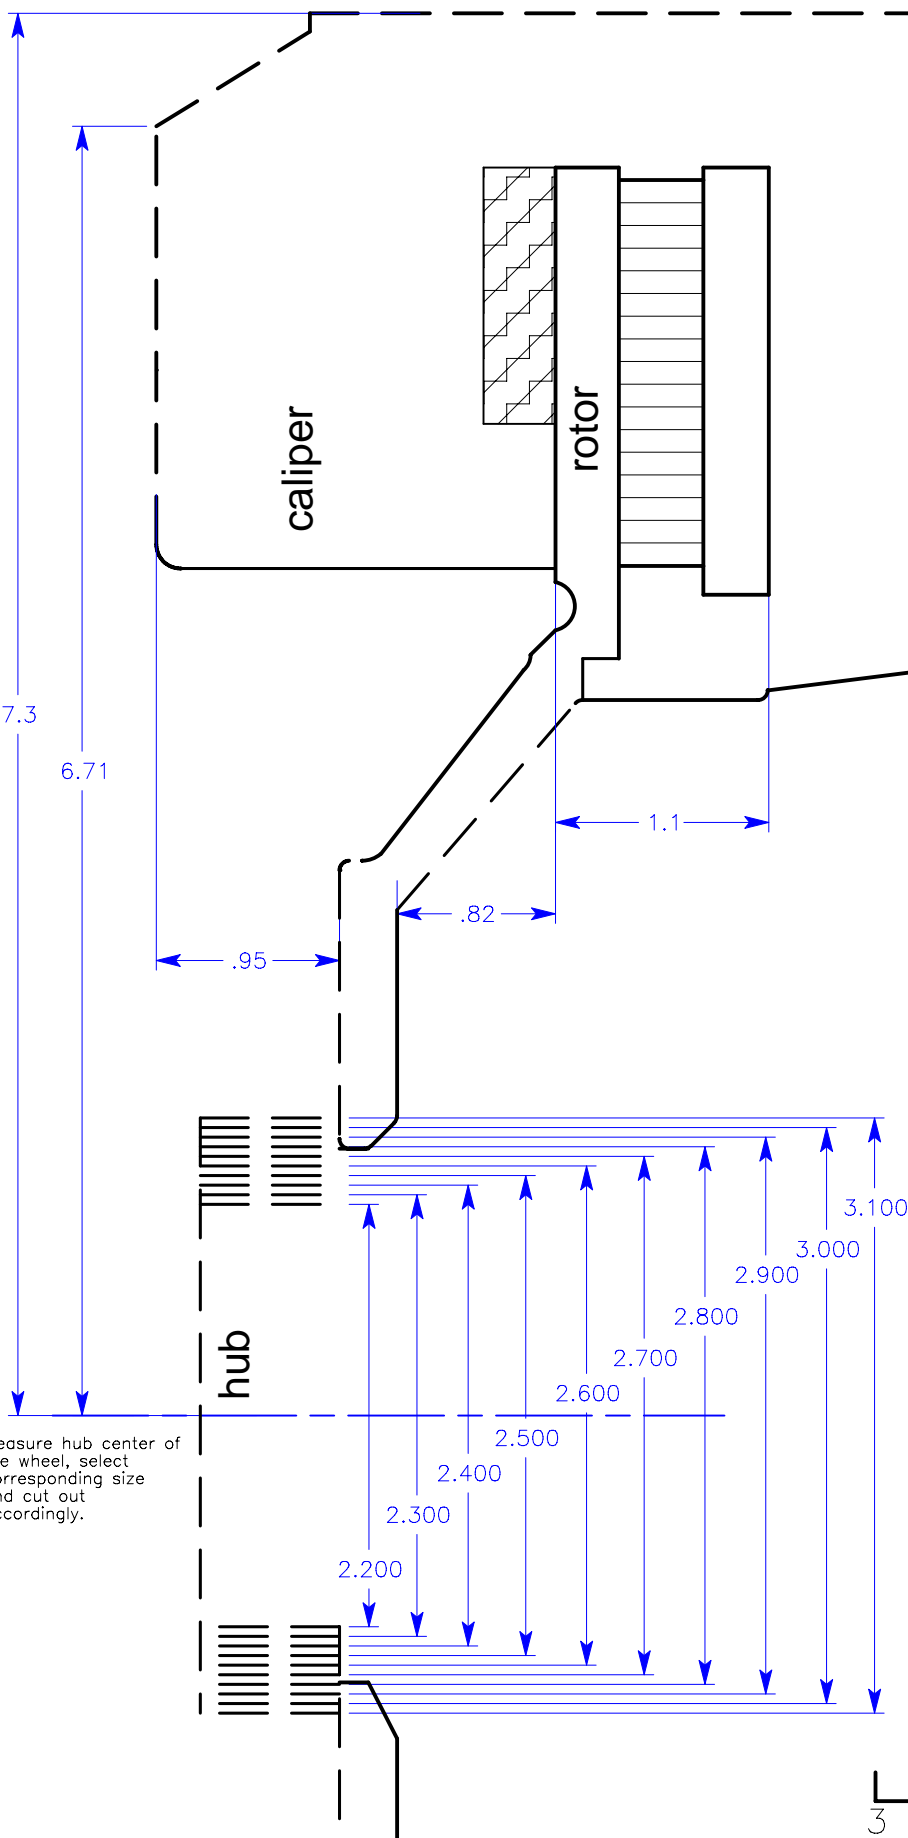 caliper
rotor
7.3
6.71
1.1
.82
.95
3.100
3.000
2.900
2.800
2.700
2.600
2.500
2.400
2.300
2.200
hub
easure hub center of
e wheel, select
orresponding size
nd cut out
ccordingly.
3